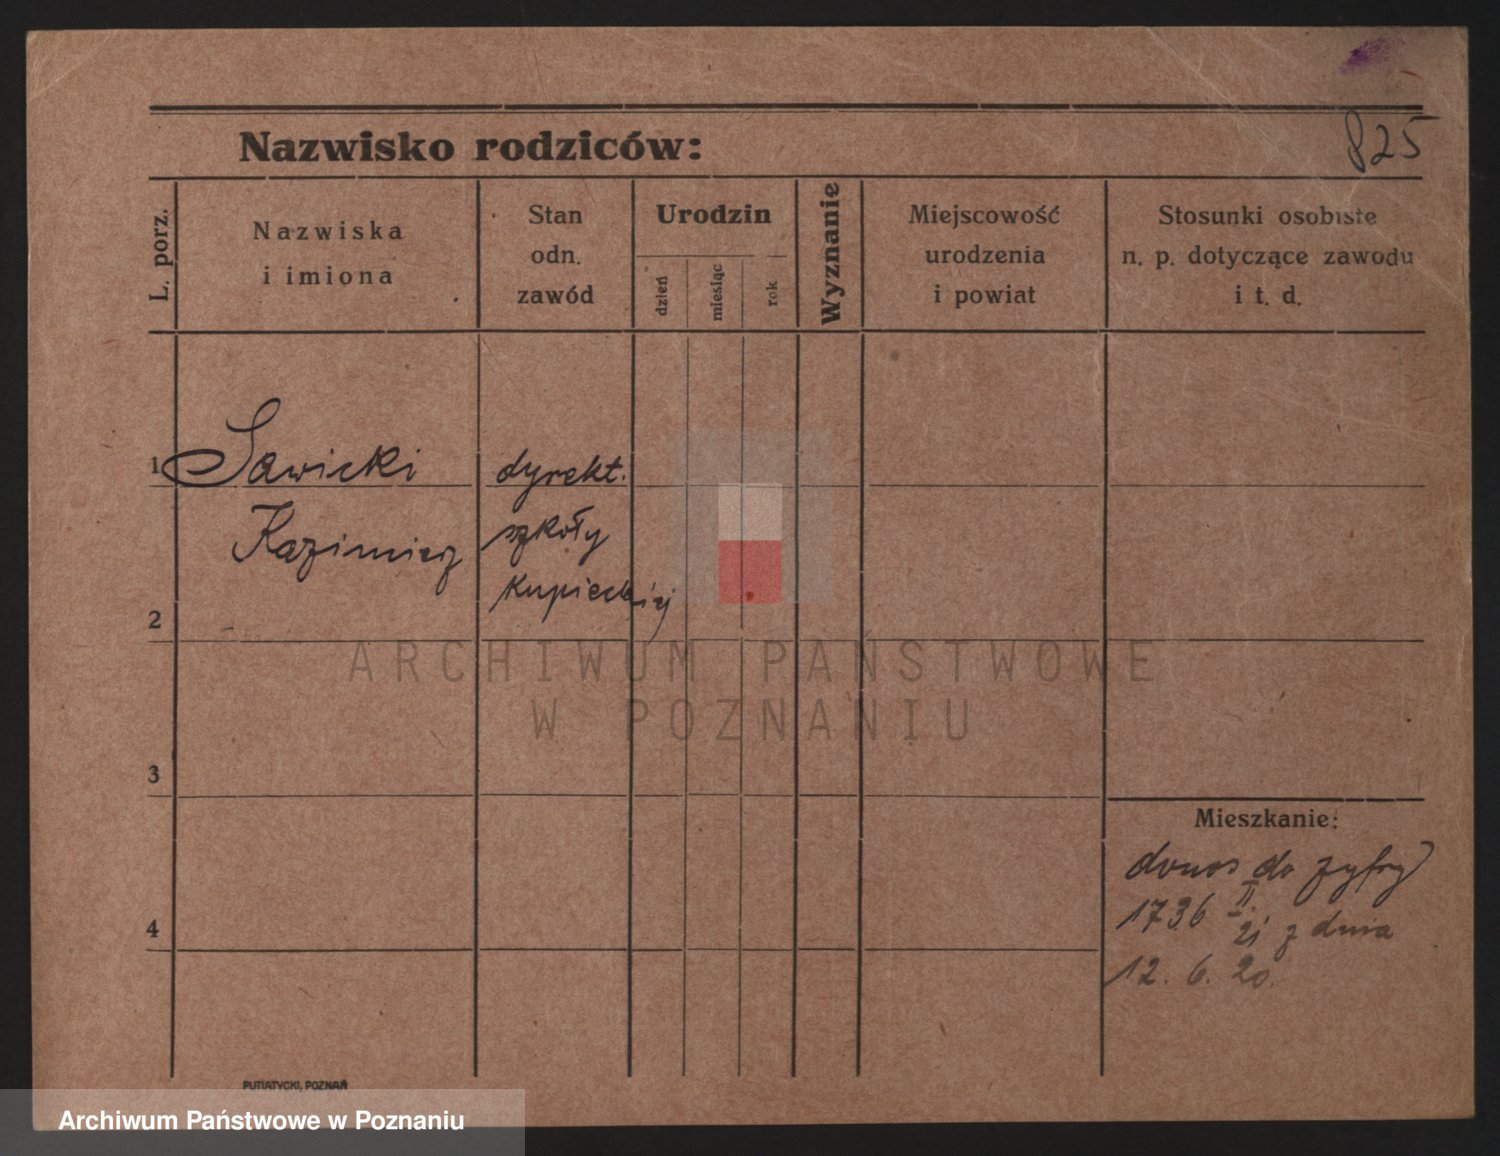 825
Nazwisko rodziców:
L. porz.
Nazwiska
i imiona
Stan
odn.
zawód
Urodzin
dzień
miesiąc
rok
Wyznanie
Miejscowość
urodzenia
i powiat
Stosunki osobiste
n. p. dotyczące zawodu
i t. d.
1 Sawicki dyrekt.
Kazimierz szkoły
kupieckiej
2
ARCHIWUM PAŃSTWOWE
W POZNANIU
3
Mieszkanie:
donos do zyfry
4
1736 II.
21 z dnia
12. 6. 20.
PUTIATYCKI, POZNAŃ
Archiwum Państwowe w Poznaniu